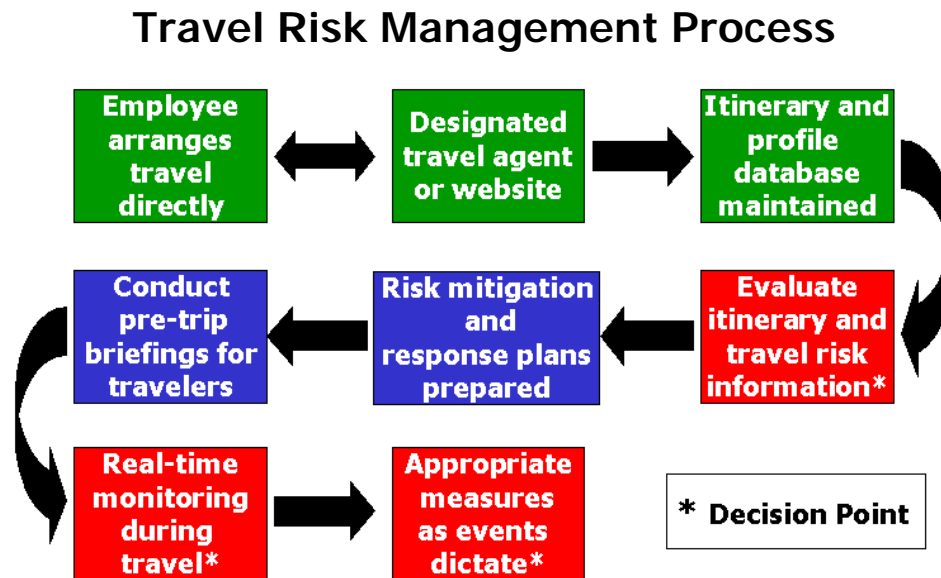 Travel Risk Management Process
Employee
arranges
travel
directly
Designated
travel agent
or website
Itinerary and
profile
database
maintained
Conduct
pre-trip
briefings for
travelers
Risk mitigation
and
response plans
prepared
Evaluate
itinerary and
travel risk
information*
Real-time
monitoring
during
travel*
Appropriate
measures
as events
dictate*
* Decision Point